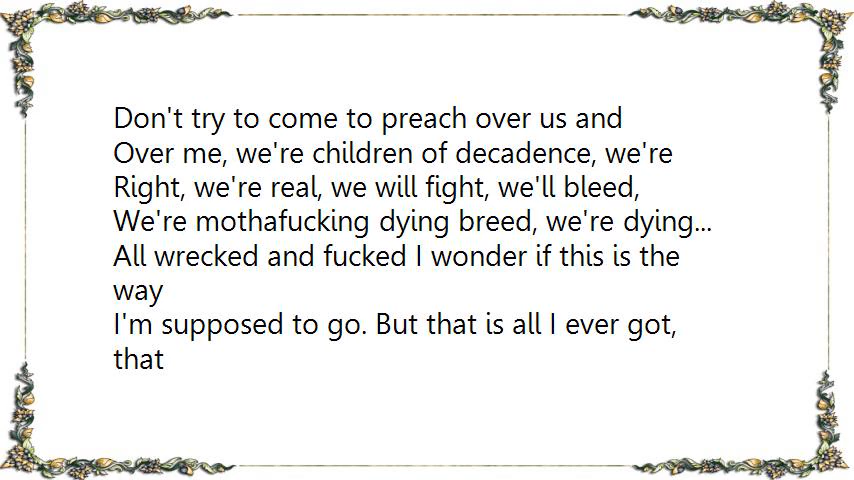 Don't try to come to preach over us and
Over me, we're children of decadence, we're
Right, we're real, we will fight, we'll bleed,
We're mothafucking dying breed, we're dying...
All wrecked and fucked I wonder if this is the
way
I'm supposed to go. But that is all I ever got,
that